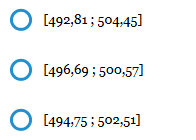 [492,81 ; 504,45]
[496,69 ; 500,57]
[494,75 ; 502,51]